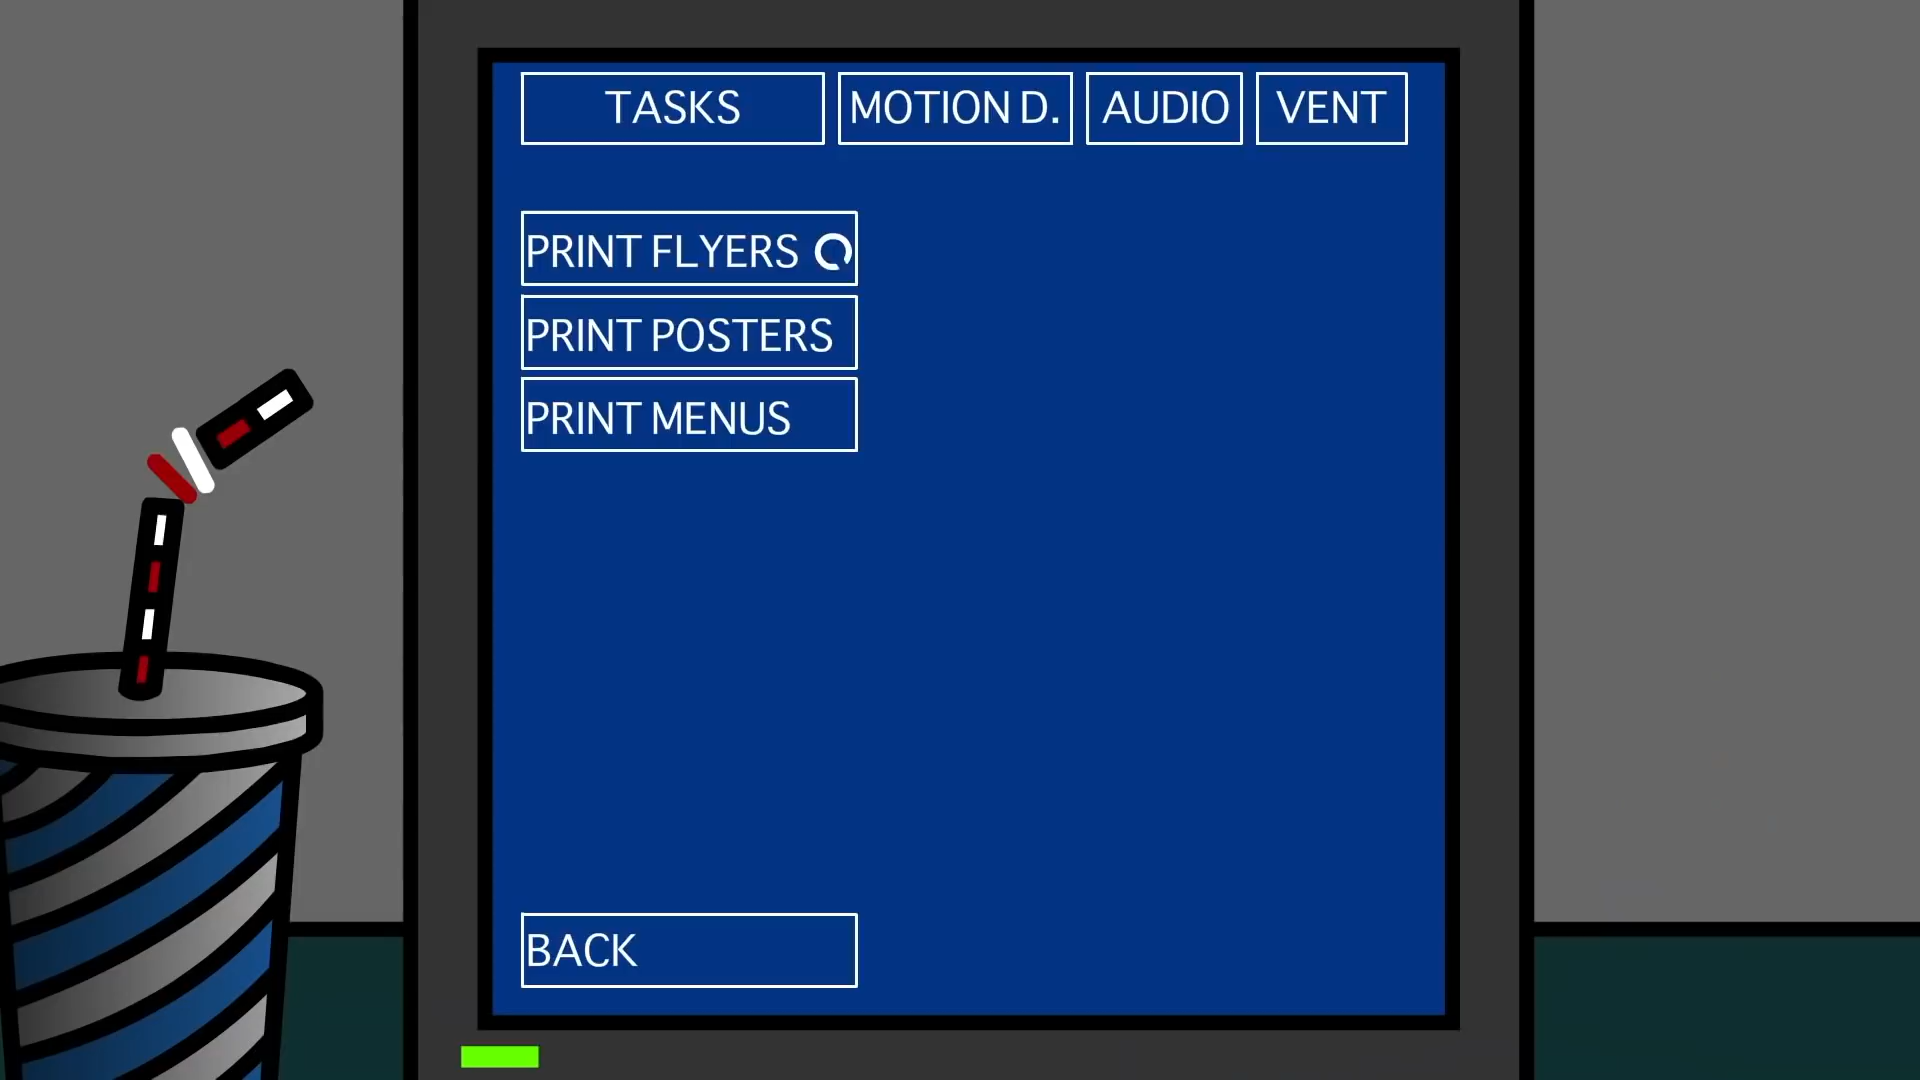 TASKS MOTION D. AUDIO VENT
PRINT FLYERS
PRINT POSTERS
PRINT MENUS
BACK